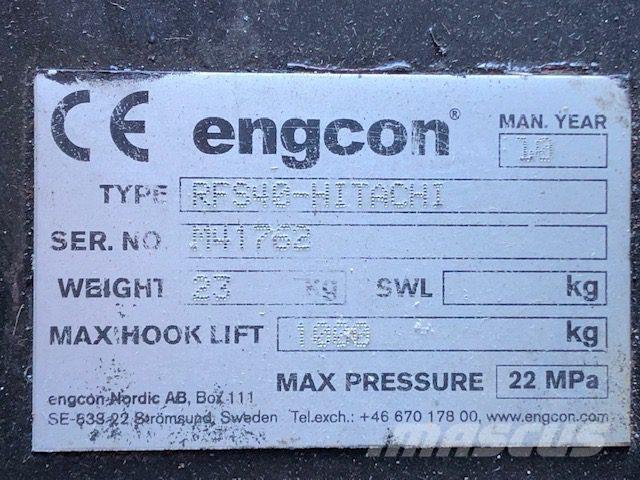 CE engcon® MAN. YEAR
10
TYPE RFS40-HITACHI
SER. NO. M41762
WEIGHT 23 kg SWL kg
MAX HOOK LIFT 1000 kg
MAX PRESSURE 22 MPa
engcon Nordic AB, Box 111
SE-833 22 Strömsund, Sweden Tel.exch.: +46 670 178 00, www.engcon.com
MASCUS